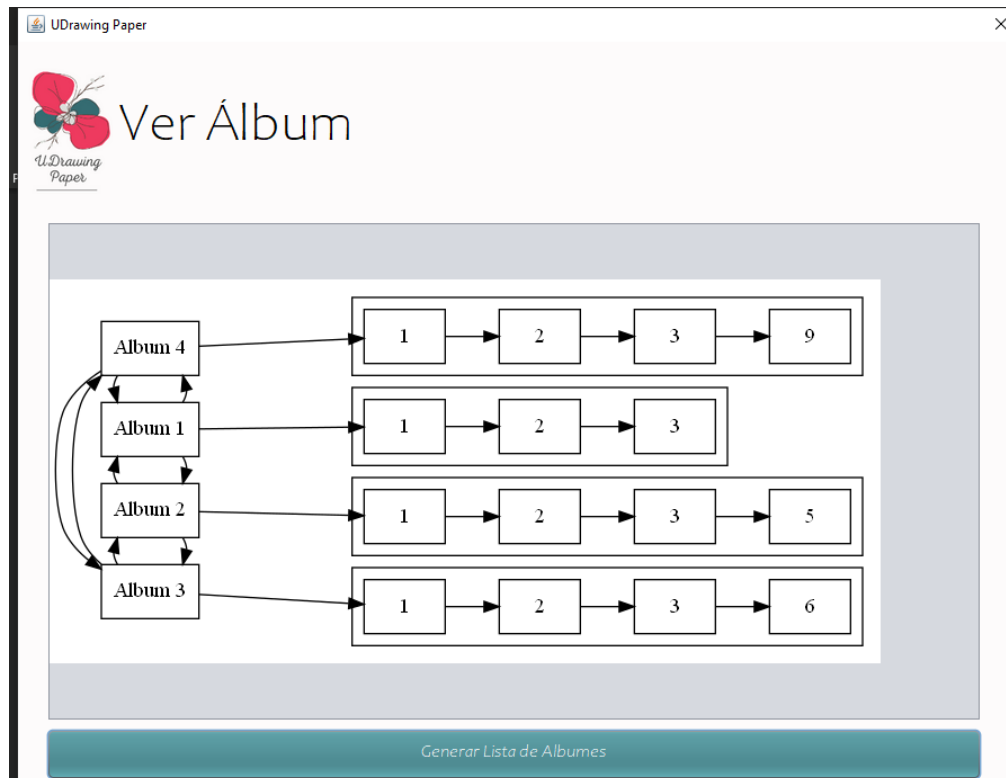 UDrawing Paper
Ver Álbum
UDrawing
Paper
Album 4 1 2 3 9
Album 1 1 2 3
Album 2 1 2 3 5
Album 3 1 2 3 6
Generar Lista de Albumes